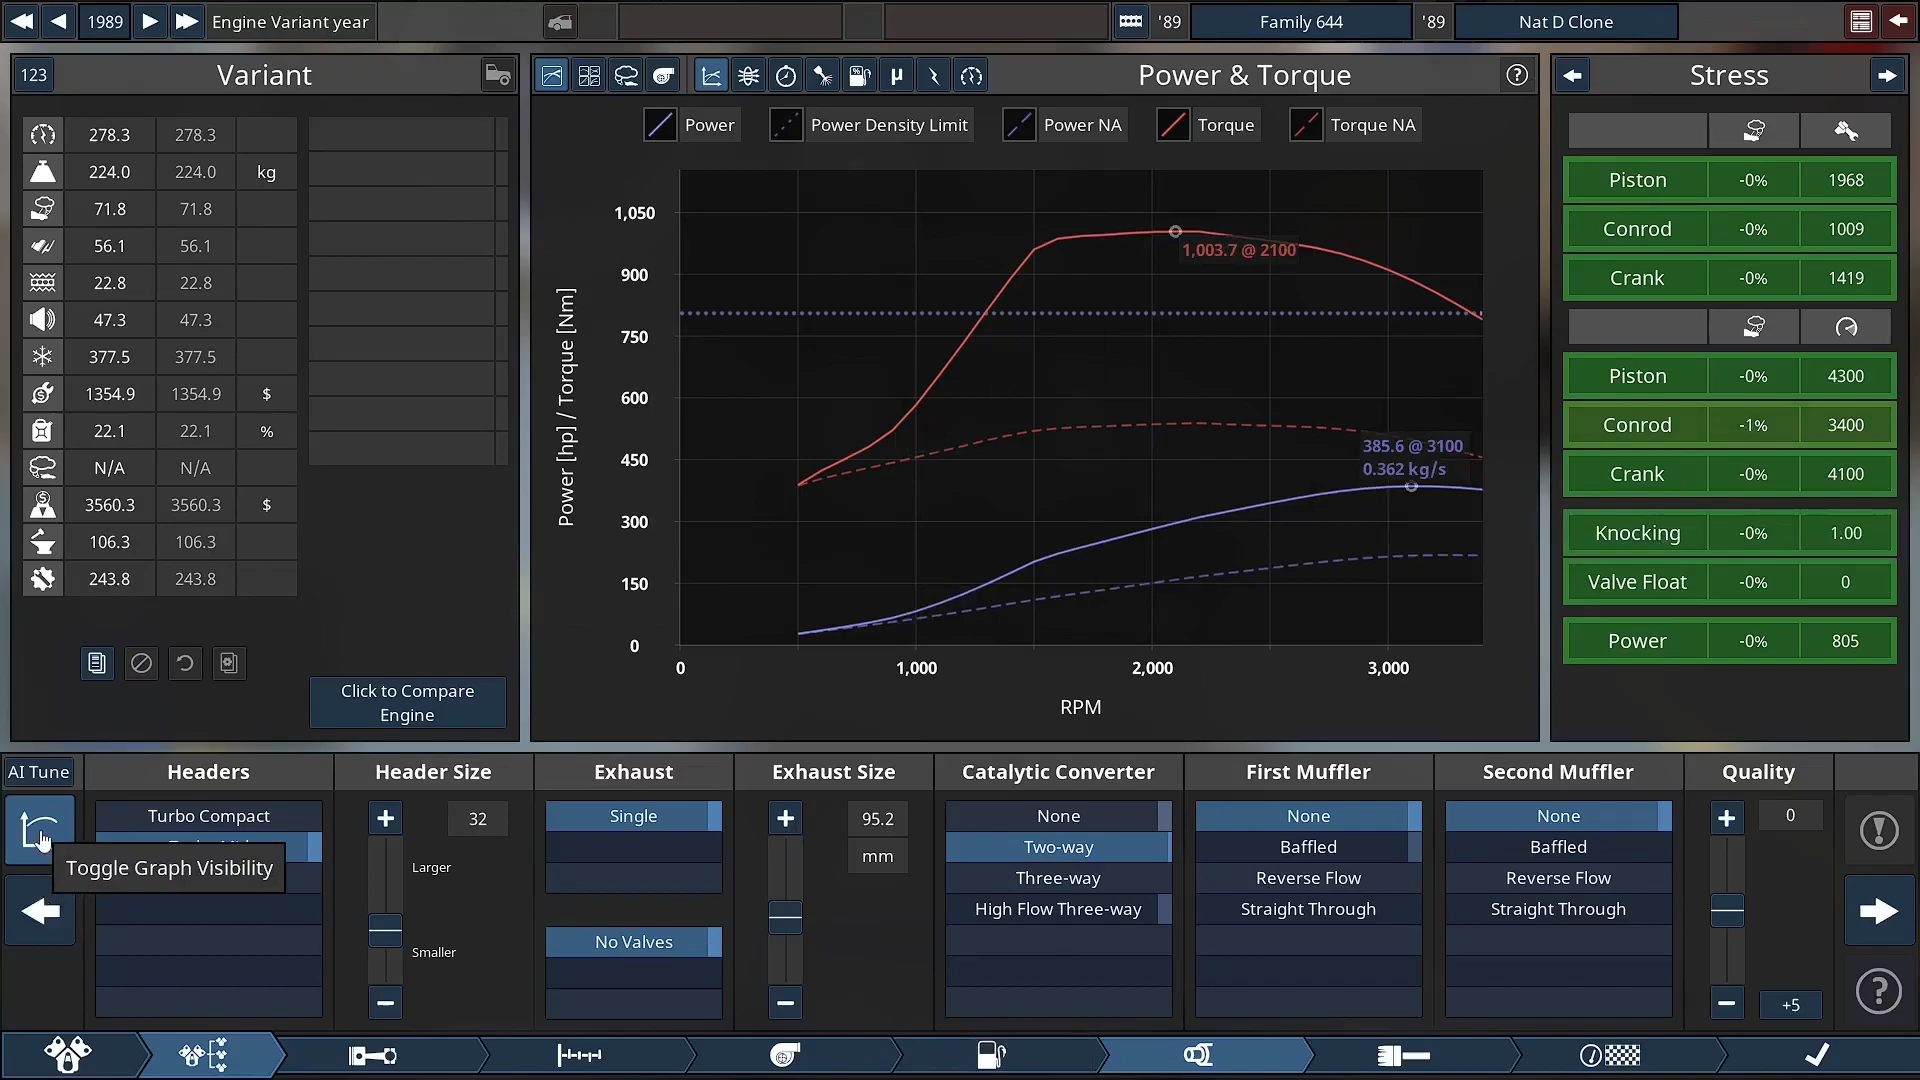 1989
Engine Variant year
'89
Family 644
'89
Nat D Clone
123
Variant
278.3 278.3
224.0 224.0 kg
71.8 71.8
56.1 56.1
22.8 22.8
47.3 47.3
377.5 377.5
1354.9 1354.9 $
22.1 22.1 %
N/A N/A
3560.3 3560.3 $
106.3 106.3
243.8 243.8
Click to Compare
Engine
µ
Power & Torque
?
Power
Power Density Limit
Power NA
Torque
Torque NA
Power [hp] / Torque [Nm]
1,050
900
750
600
450
300
150
0
1,003.7 @ 2100
385.6 @ 3100
0.362 kg/s
0
1,000
2,000
3,000
RPM
Stress
Piston -0% 1968
Conrod -0% 1009
Crank -0% 1419
Piston -0% 4300
Conrod -1% 3400
Crank -0% 4100
Knocking -0% 1.00
Valve Float -0% 0
Power -0% 805
AI Tune
Toggle Graph Visibility
Headers
Turbo Compact
Header Size
32
Larger
Smaller
Exhaust
Single
No Valves
Exhaust Size
95.2
mm
Catalytic Converter
None
Two-way
Three-way
High Flow Three-way
First Muffler
None
Baffled
Reverse Flow
Straight Through
Second Muffler
None
Baffled
Reverse Flow
Straight Through
Quality
0
+5
?